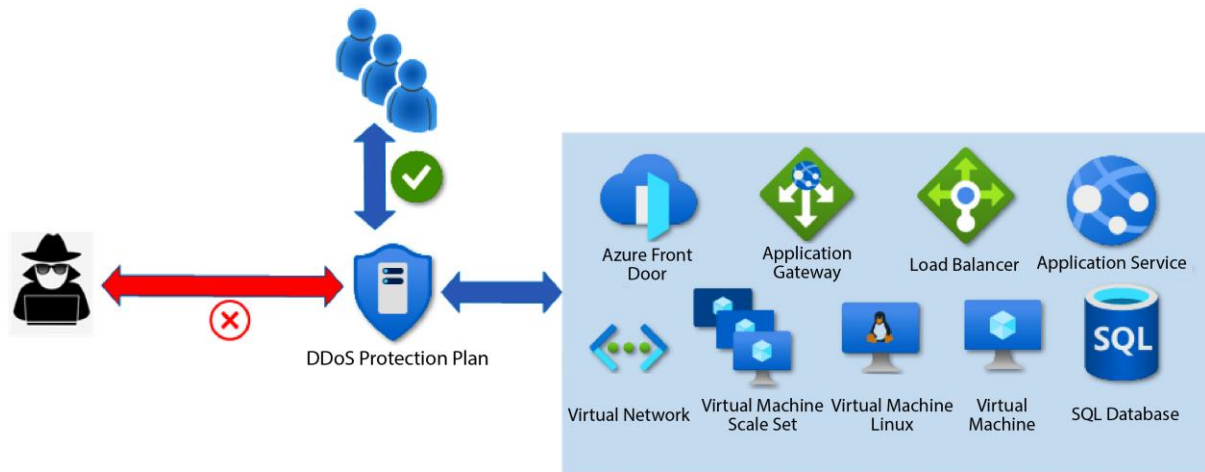 DDoS Protection Plan
Azure Front
Door
Application
Gateway
Load Balancer
Application Service
Virtual Network
Virtual Machine
Scale Set
Virtual Machine
Linux
Virtual
Machine
SQL
SQL Database